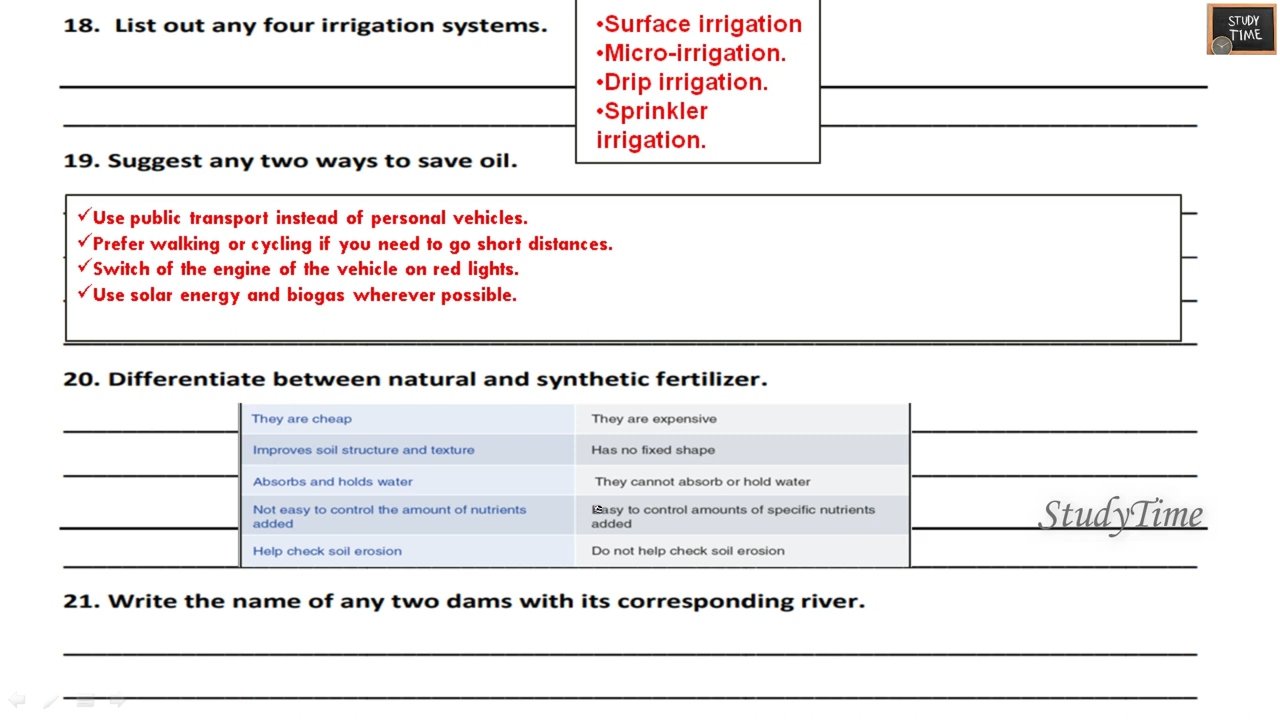 18. List out any four irrigation systems.
•Surface irrigation
•Micro-irrigation.
•Drip irrigation.
•Sprinkler
irrigation.
STUDY
TIME
19. Suggest any two ways to save oil.
✓Use public transport instead of personal vehicles.
✓Prefer walking or cycling if you need to go short distances.
✓Switch of the engine of the vehicle on red lights.
✓Use solar energy and biogas wherever possible.
20. Differentiate between natural and synthetic fertilizer.
They are cheap They are expensive
Improves soil structure and texture Has no fixed shape
Absorbs and holds water They cannot absorb or hold water
Not easy to control the amount of nutrients
added
Easy to control amounts of specific nutrients
added
Help check soil erosion Do not help check soil erosion
StudyTime
21. Write the name of any two dams with its corresponding river.